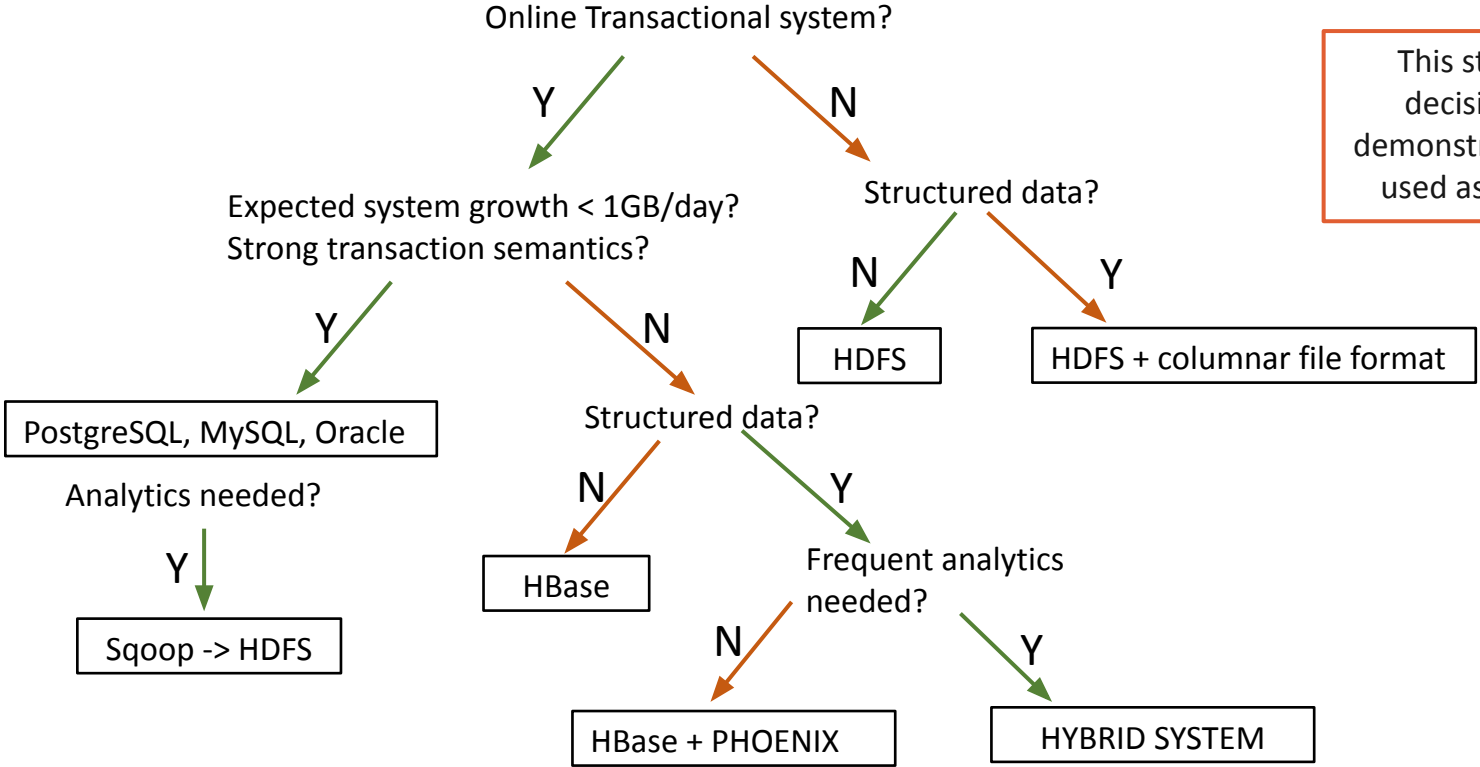 Online Transactional system?
This
decisi
demonstr
used as
Y
N
Expected system growth < 1GB/day?
Strong transaction semantics?
Structured data?
N
Y
HDFS
HDFS + columnar file format
Y
N
PostgreSQL, MySQL, Oracle
Structured data?
Analytics needed?
N
Y
Y
HBase
Frequent analytics
needed?
Sqoop -> HDFS
N
Y
HBase + PHOENIX
HYBRID SYSTEM